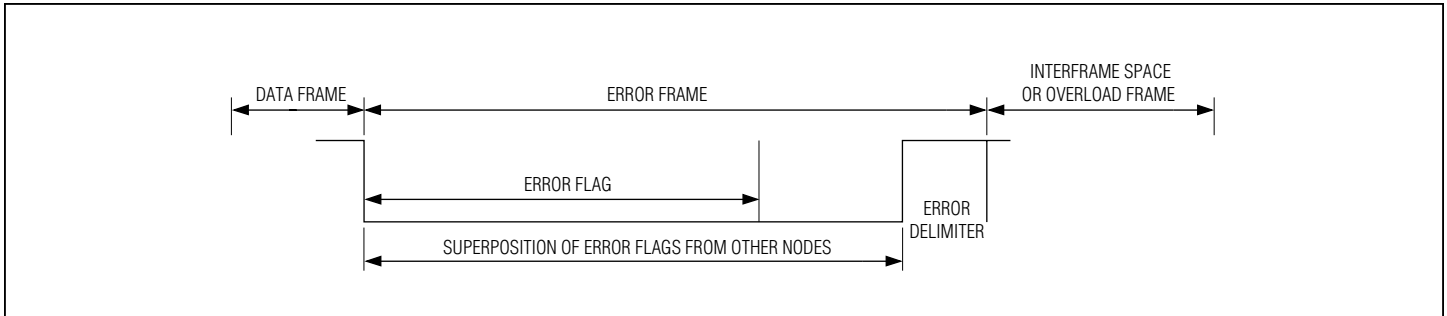 DATA FRAME
ERROR FRAME
INTERFRAME SPACE
OR OVERLOAD FRAME
ERROR FLAG
ERROR
DELIMITER
SUPERPOSITION OF ERROR FLAGS FROM OTHER NODES